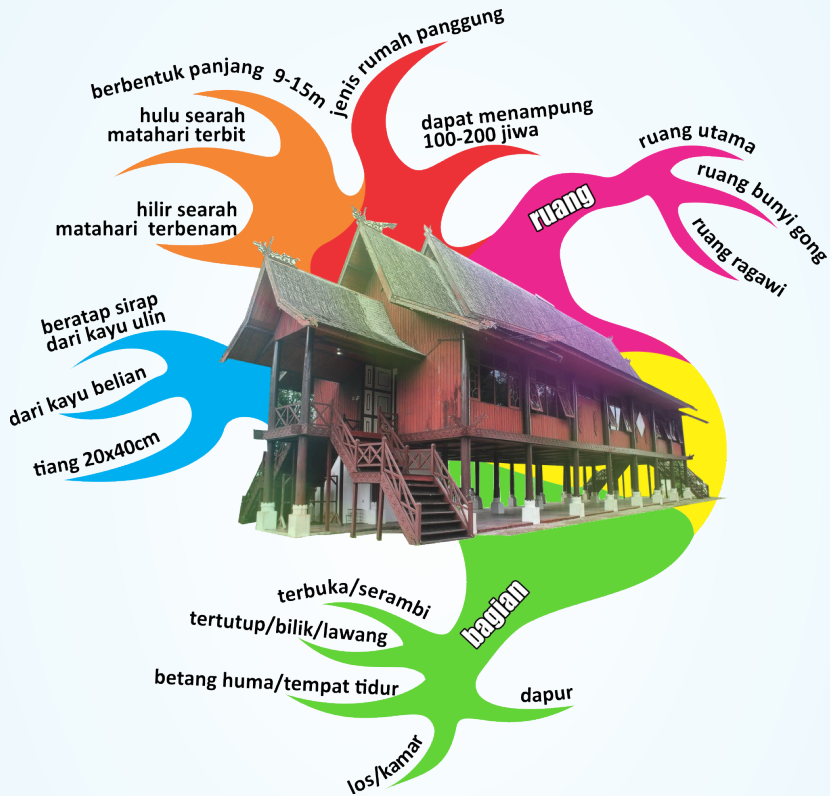 berbentuk panjang 9-15m
hulu searah
matahari terbit
hilir searah
matahari terbenam
jenis rumah panggung
dapat menampung
100-200 jiwa
ruang
ruang utama
ruang bunyi gong
ruang ragawi
beratap sirap
dari kayu ulin
dari kayu belian
tiang 20x40cm
bagian
terbuka/serambi
tertutup/bilik/lawang
betang huma/tempat tidur
los/kamar
dapur